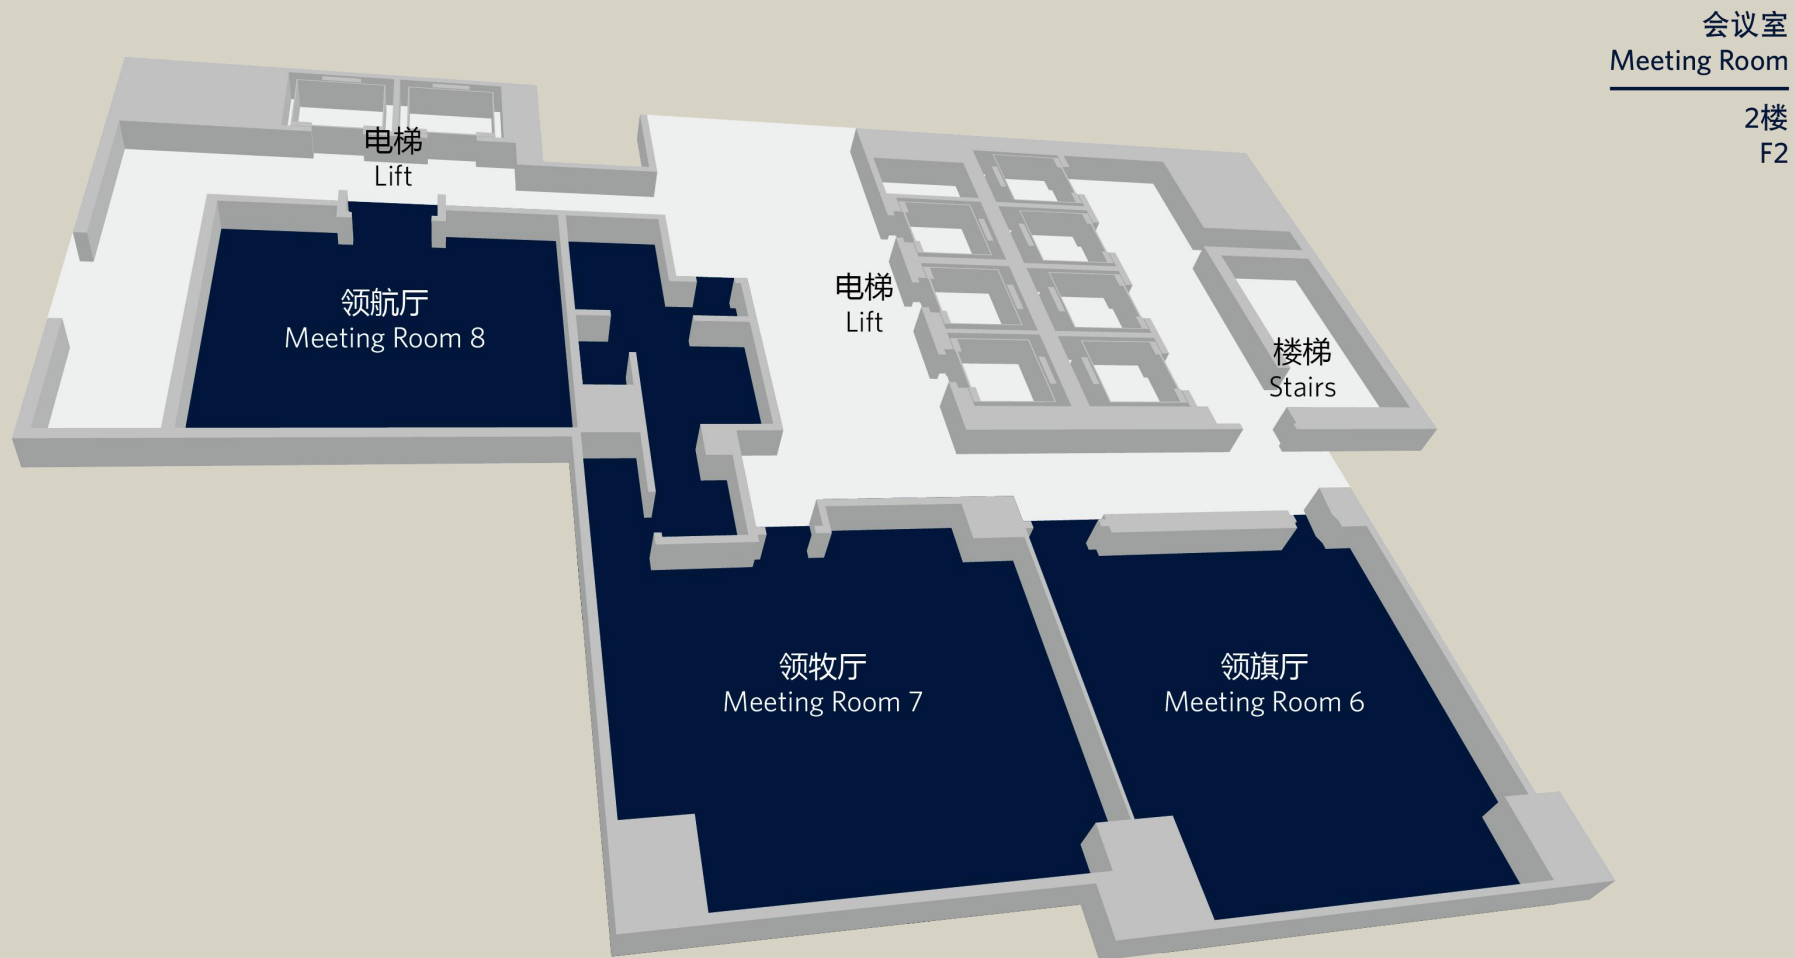 会议室
Meeting Room
2楼
F2
电梯
Lift
领航厅
Meeting Room 8
电梯
Lift
楼梯
Stairs
领牧厅
Meeting Room 7
领旗厅
Meeting Room 6